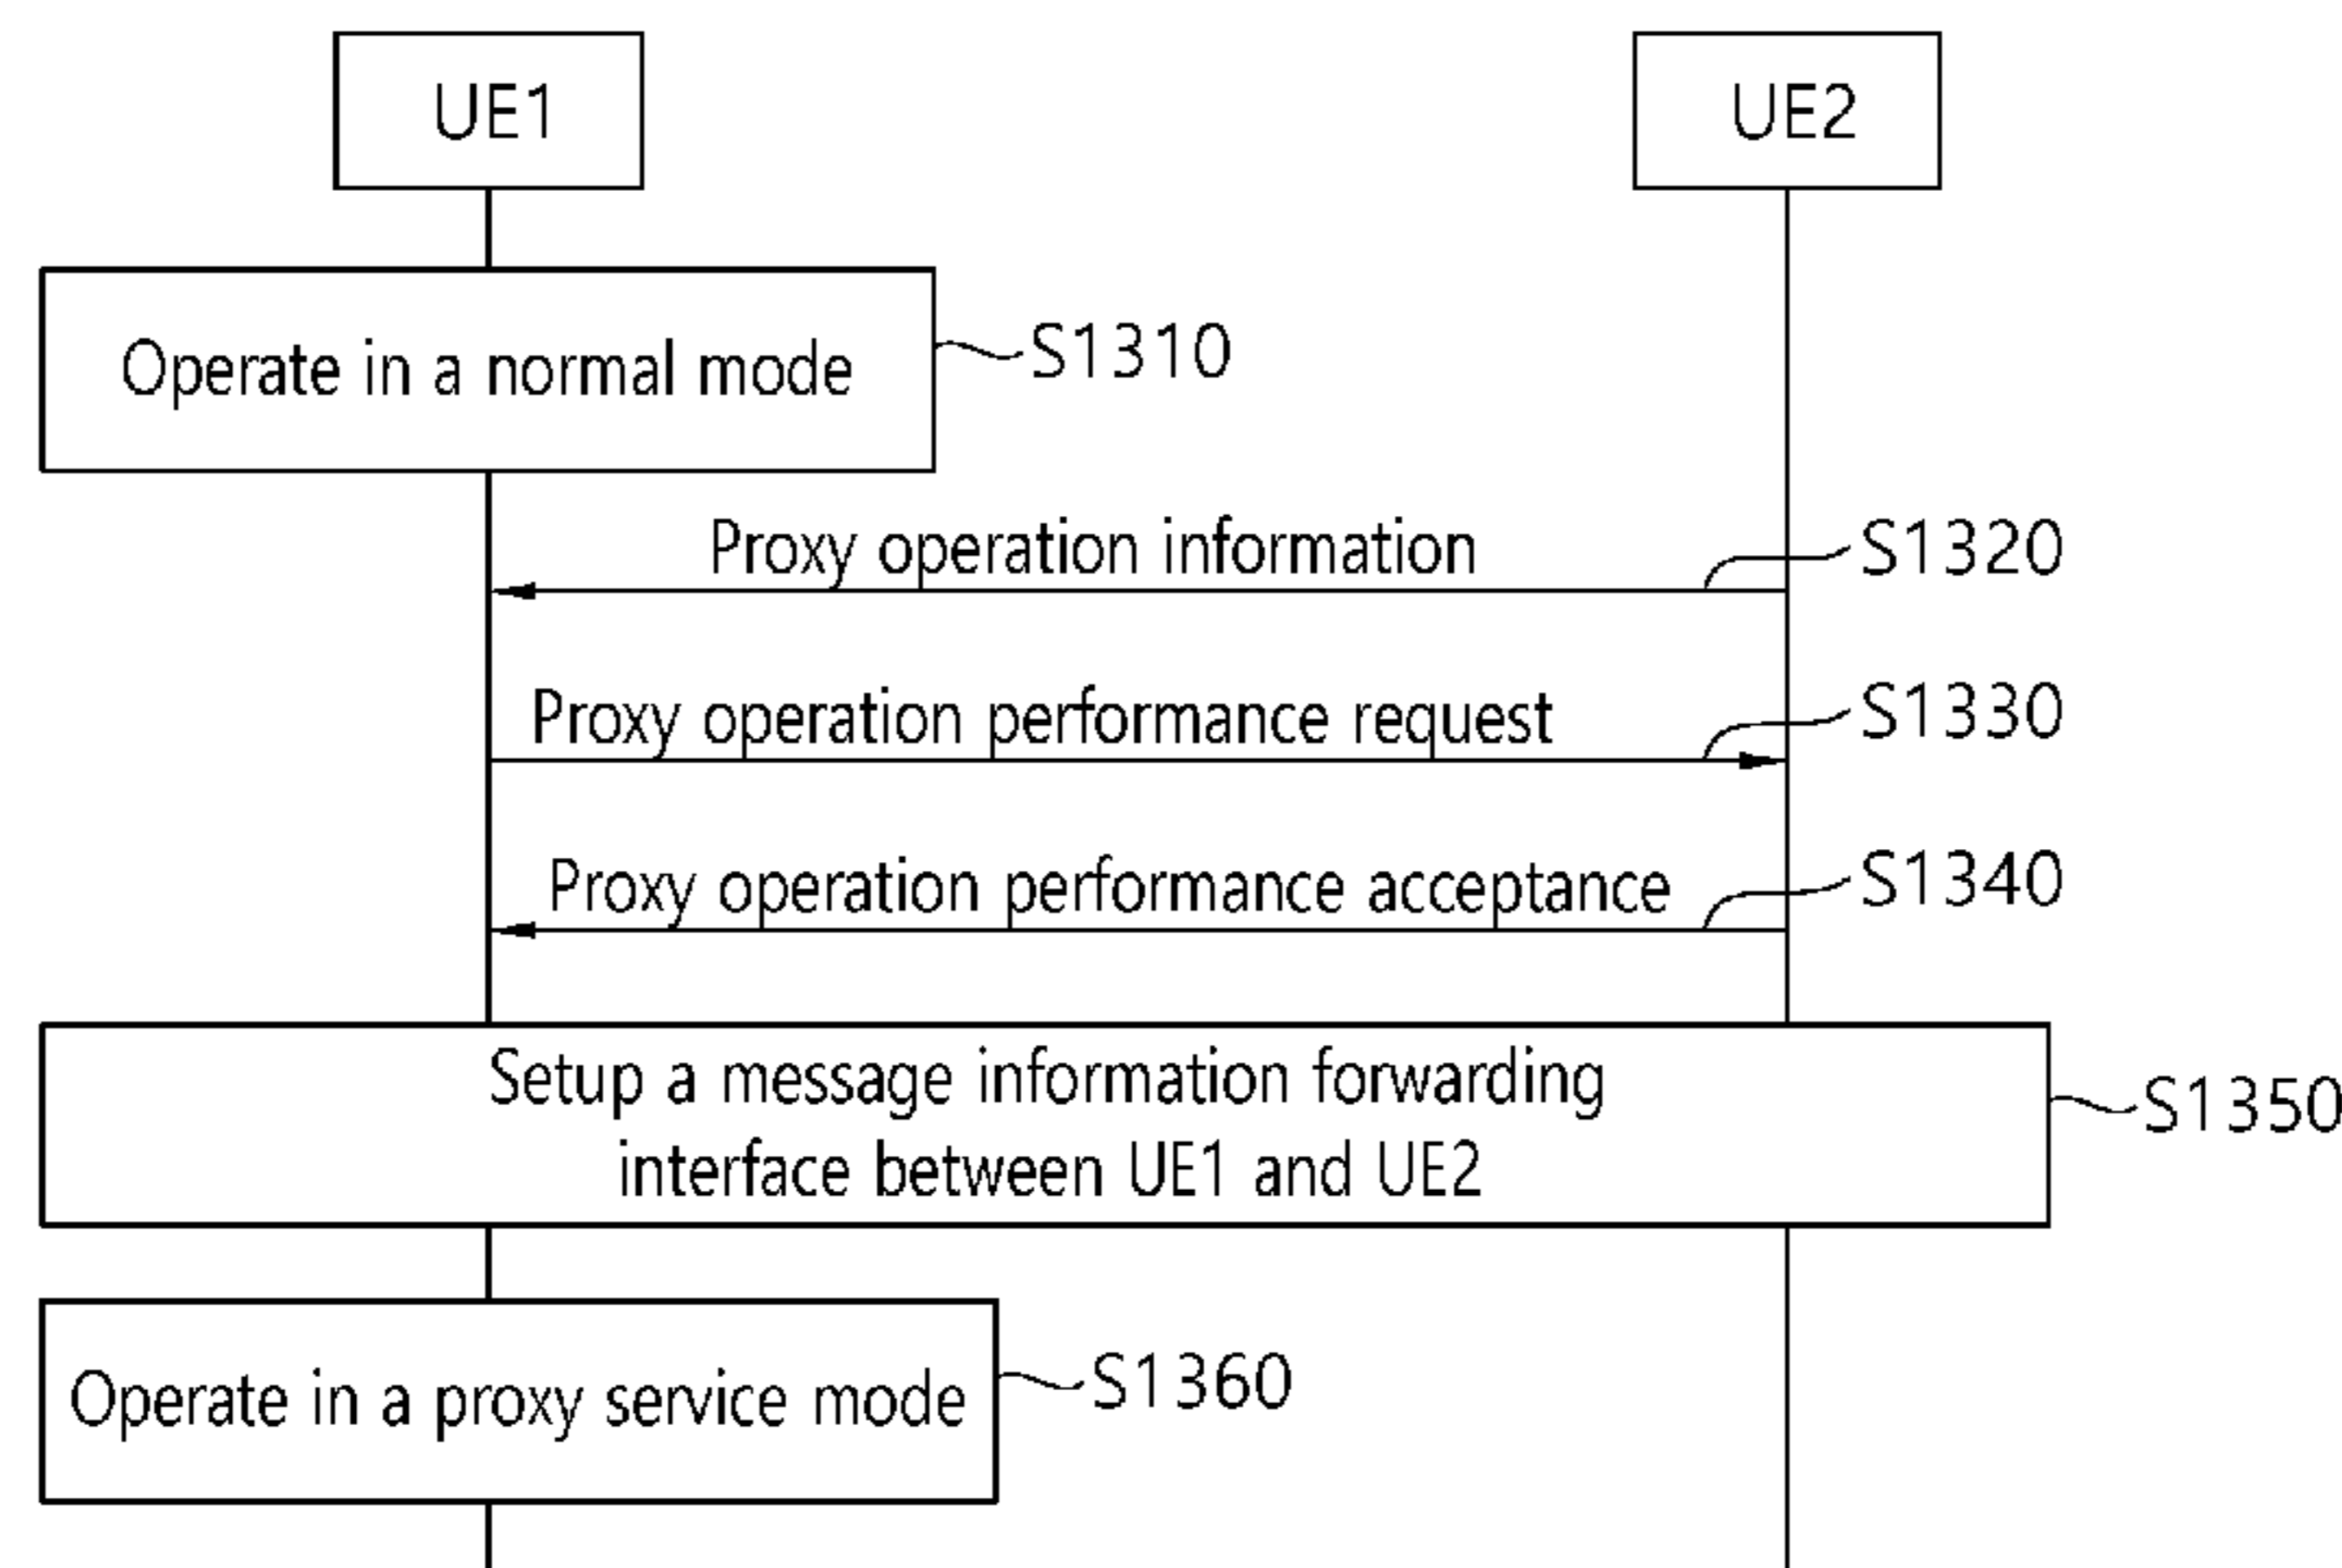 UE1
UE2
Operate in a normal mode
S1310
Proxy operation information
S1320
Proxy operation performance request
S1330
Proxy operation performance acceptance
S1340
Setup a message information forwarding
interface between UE1 and UE2
S1350
Operate in a proxy service mode
S1360